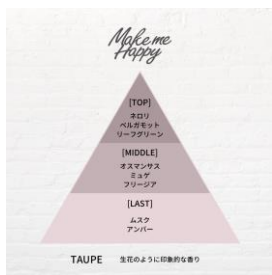 Make me
Happy
[TOP]
ネロリ
ベルガモット
リーフグリーン
[MIDDLE]
オスマンサス
ミュゲ
フリージア
[LAST]
ムスク
アンバー
TAUPE 生花のように印象的な香り